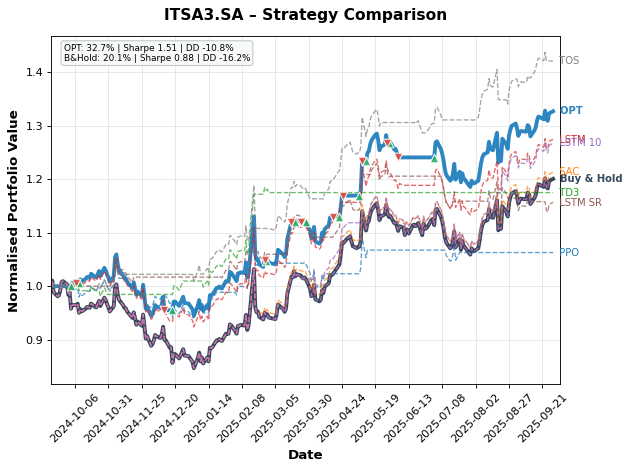 ITSA3.SA – Strategy Comparison
OPT: 32.7% | Sharpe 1.51 | DD -10.8%
B&Hold: 20.1% | Sharpe 0.88 | DD -16.2%
Normalised Portfolio Value
1.4
1.3
1.2
1.1
1.0
0.9
TOS
OPT
LSTM
LSTM 10
SAC
Buy & Hold
TD3
LSTM SR
PPO
2024-10-06
2024-10-31
2024-11-25
2024-12-20
2025-01-14
2025-02-08
2025-03-05
2025-03-30
2025-04-24
2025-05-19
2025-06-13
2025-07-08
2025-08-02
2025-08-27
2025-09-21
Date